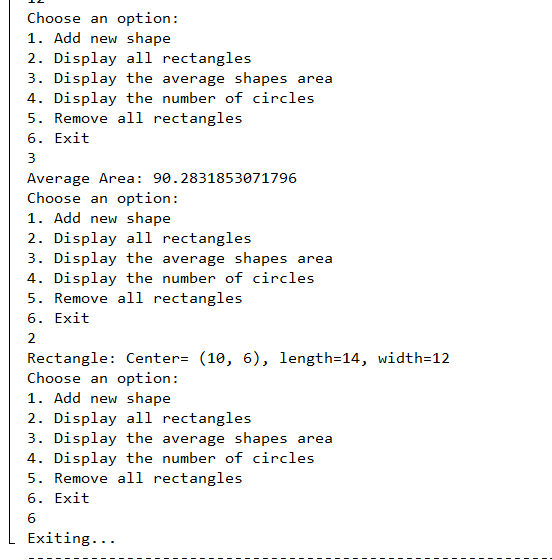 12
Choose an option:
1. Add new shape
2. Display all rectangles
3. Display the average shapes area
4. Display the number of circles
5. Remove all rectangles
6. Exit
3
Average Area: 90.2831853071796
Choose an option:
1. Add new shape
2. Display all rectangles
3. Display the average shapes area
4. Display the number of circles
5. Remove all rectangles
6. Exit
2
Rectangle: Center= (10, 6), length=14, width=12
Choose an option:
1. Add new shape
2. Display all rectangles
3. Display the average shapes area
4. Display the number of circles
5. Remove all rectangles
6. Exit
6
Exiting...